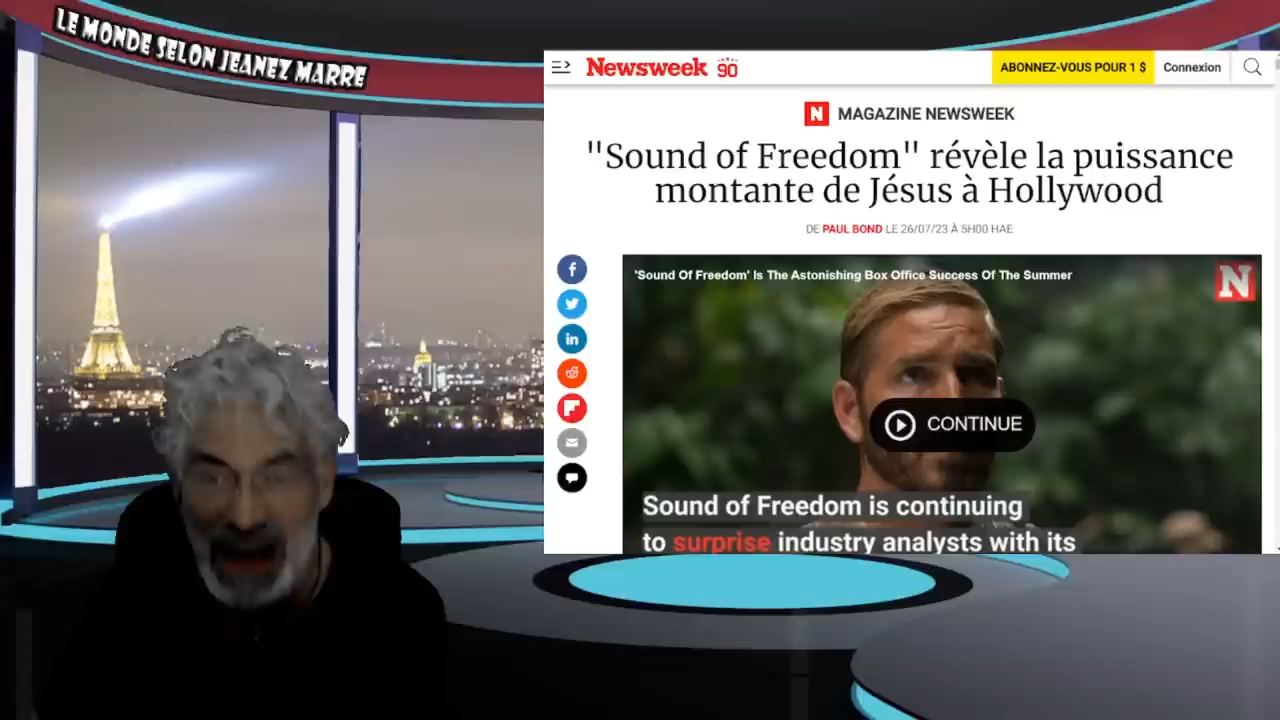 LE MONDE SELON JEANEZ MARRE
Newsweek 90
ABONNEZ-VOUS POUR 1 $
Connexion
N MAGAZINE NEWSWEEK
"Sound of Freedom" révèle la puissance
montante de Jésus à Hollywood
DE PAUL BOND LE 26/07/23 À 5H00 HAE
'Sound Of Freedom' Is The Astonishing Box Office Success Of The Summer
N
CONTINUE
Sound of Freedom is continuing
to surprise industry analysts with its